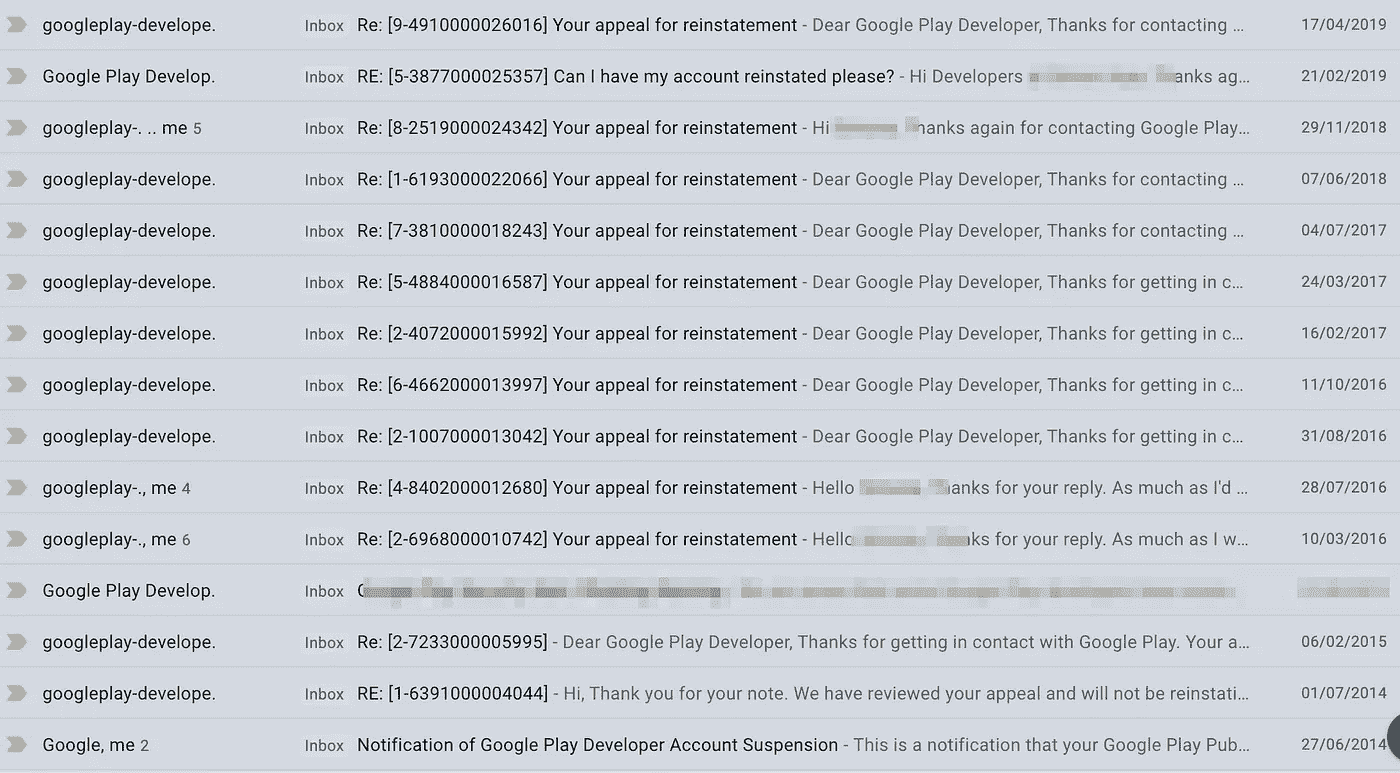 googleplay-develope. Inbox Re: [9-4910000026016] Your appeal for reinstatement - Dear Google Play Developer, Thanks for contacting … 17/04/2019
Google Play Develop. Inbox RE: [5-3877000025357] Can I have my account reinstated please? - Hi Developers anks ag… 21/02/2019
googleplay-. .. me 5 Inbox Re: [8-2519000024342] Your appeal for reinstatement - Hi hanks again for contacting Google Play… 29/11/2018
googleplay-develope. Inbox Re: [1-6193000022066] Your appeal for reinstatement - Dear Google Play Developer, Thanks for contacting … 07/06/2018
googleplay-develope. Inbox Re: [7-3810000018243] Your appeal for reinstatement - Dear Google Play Developer, Thanks for contacting … 04/07/2017
googleplay-develope. Inbox Re: [5-4884000016587] Your appeal for reinstatement - Dear Google Play Developer, Thanks for getting in c… 24/03/2017
googleplay-develope. Inbox Re: [2-4072000015992] Your appeal for reinstatement - Dear Google Play Developer, Thanks for getting in c… 16/02/2017
googleplay-develope. Inbox Re: [6-4662000013997] Your appeal for reinstatement - Dear Google Play Developer, Thanks for getting in c… 11/10/2016
googleplay-develope. Inbox Re: [2-1007000013042] Your appeal for reinstatement - Dear Google Play Developer, Thanks for getting in c… 31/08/2016
googleplay-., me 4 Inbox Re: [4-8402000012680] Your appeal for reinstatement - Hello anks for your reply. As much as I'd … 28/07/2016
googleplay-., me 6 Inbox Re: [2-6968000010742] Your appeal for reinstatement - Hello ks for your reply. As much as I w… 10/03/2016
Google Play Develop. Inbox
googleplay-develope. Inbox Re: [2-7233000005995] - Dear Google Play Developer, Thanks for getting in contact with Google Play. Your a… 06/02/2015
googleplay-develope. Inbox RE: [1-6391000004044] - Hi, Thank you for your note. We have reviewed your appeal and will not be reinstati… 01/07/2014
Google, me 2 Inbox Notification of Google Play Developer Account Suspension - This is a notification that your Google Play Pub… 27/06/2014